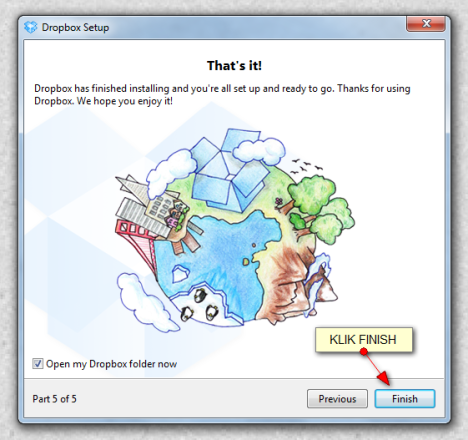 Dropbox Setup
That's it!
Dropbox has finished installing and you're all set up and ready to go. Thanks for using
Dropbox. We hope you enjoy it!
KLIK FINISH
Open my Dropbox folder now
Part 5 of 5
Previous
Finish